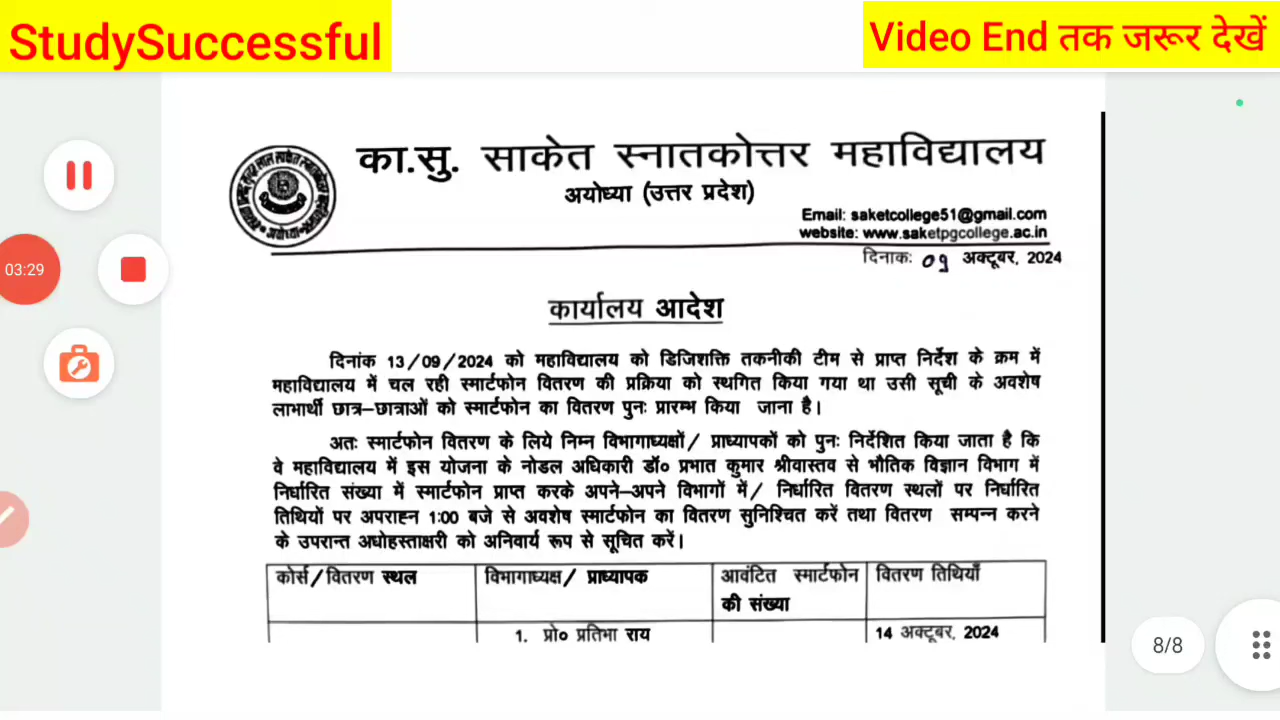 StudySuccessful
Video End तक जरूर देखें
का.सु. साकेत स्नातकोत्तर महाविद्यालय
अयोध्या (उत्तर प्रदेश)
Email: saketcollege51@gmail.com
website: www.saketpgcollege.ac.in
दिनाकः 09 अक्टूबर, 2024
कार्यालय आदेश
दिनांक 13/09/2024 को महाविद्यालय को डिजिशक्ति तकनीकी टीम से प्राप्त निर्देश के क्रम में
महाविद्यालय में चल रही स्मार्टफोन वितरण की प्रक्रिया को स्थगित किया गया था उसी सूची के अवशेष
लाभार्थी छात्र–छात्राओं को स्मार्टफोन का वितरण पुनः प्रारम्भ किया जाना है।
अतः स्मार्टफोन वितरण के लिये निम्न विभागाध्यक्षों/ प्राध्यापकों को पुनः निर्देशित किया जाता है कि
वे महाविद्यालय में इस योजना के नोडल अधिकारी डॉ० प्रभात कुमार श्रीवास्तव से भौतिक विज्ञान विभाग में
निर्धारित संख्या में स्मार्टफोन प्राप्त करके अपने–अपने विभागों में/ निर्धारित वितरण स्थलों पर निर्धारित
तिथियों पर अपराह्न 1:00 बजे से अवशेष स्मार्टफोन का वितरण सुनिश्चित करें तथा वितरण सम्पन्न करने
के उपरान्त अधोहस्ताक्षरी को अनिवार्य रूप से सूचित करें।
कोर्स/वितरण स्थल विभागाध्यक्ष/ प्राध्यापक आवंटित स्मार्टफोन की संख्या वितरण तिथियाँ
1. प्रो० प्रतिभा राय 14 अक्टूबर, 2024
03:29
8/8